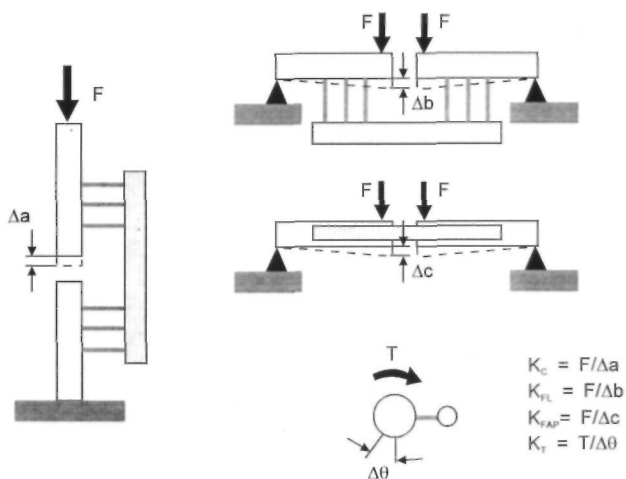 F
Δa
F F
Δb
F F
Δc
T
Δθ
K_C = F/Δa
K_FL = F/Δb
K_FAP = F/Δc
K_T = T/Δθ